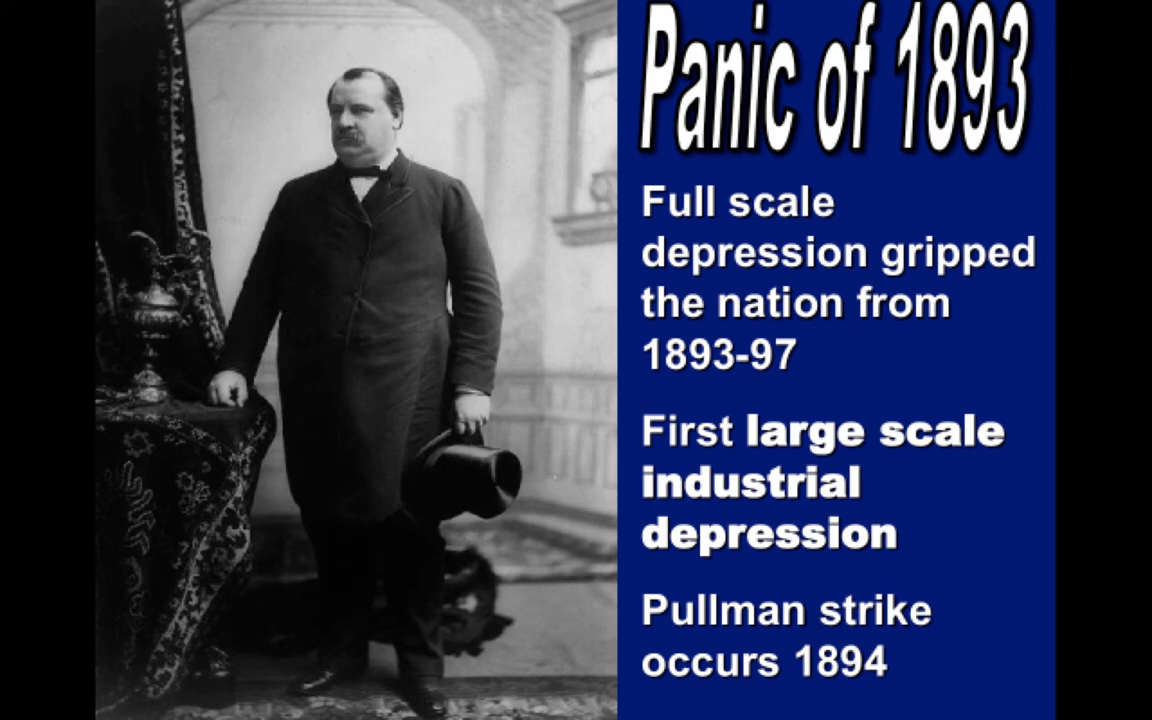 Panic of 1893
Full scale
depression gripped
the nation from
1893-97
First large scale
industrial
depression
Pullman strike
occurs 1894